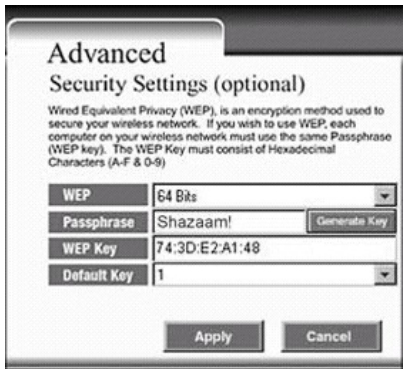 Advanced
Security Settings (optional)
Wired Equivalent Privacy (WEP), is an encryption method used to
secure your wireless network. If you wish to use WEP, each
computer on your wireless network must use the same Passphrase
(WEP key). The WEP Key must consist of Hexadecimal
Characters (A-F & 0-9)
WEP 64 Bits
Passphrase Shazaam! Generate Key
WEP Key 74:3D:E2:A1:48
Default Key 1
Apply Cancel